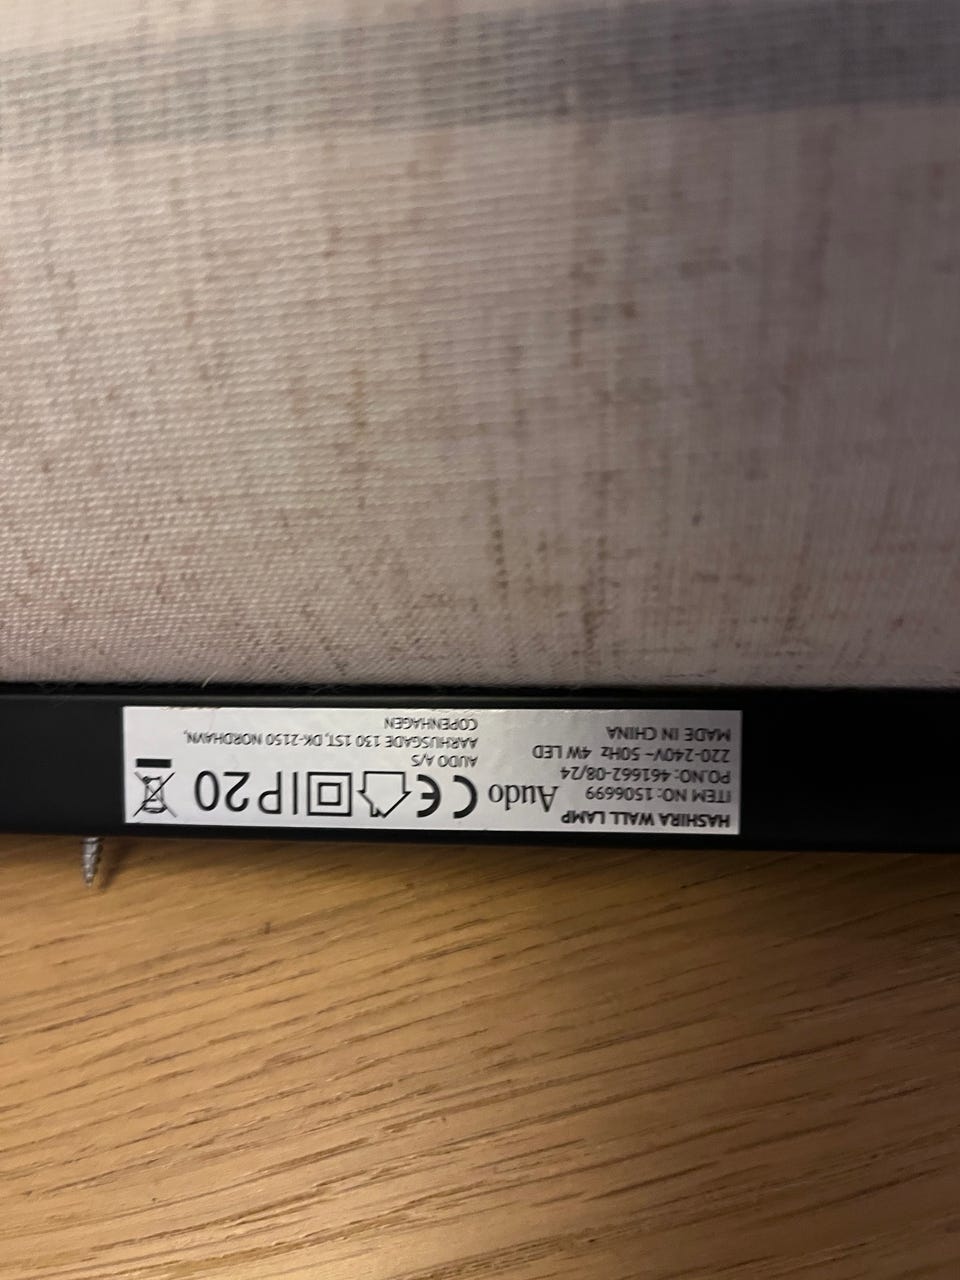 HASHIRA WALL LAMP
ITEM NO: 1506699
PO.NO: 461662-08/24
220-240V~ 50Hz 4W LED
MADE IN CHINA
Audo
CE
IP20
AUDO A/S
AARHUSGADE 130 1ST, DK-2150 NORDHAVN,
COPENHAGEN